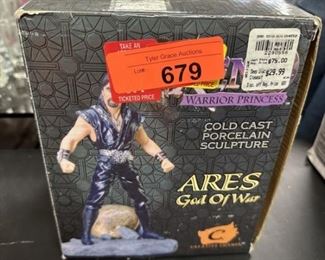 TAKE AN
Tyler Grace Auctions
Lot#
679
TICKETED PRICE
$75.00
$29.99
WARRIOR PRINCESS
COLD CAST
PORCELAIN
SCULPTURE
ARES
God Of War
C